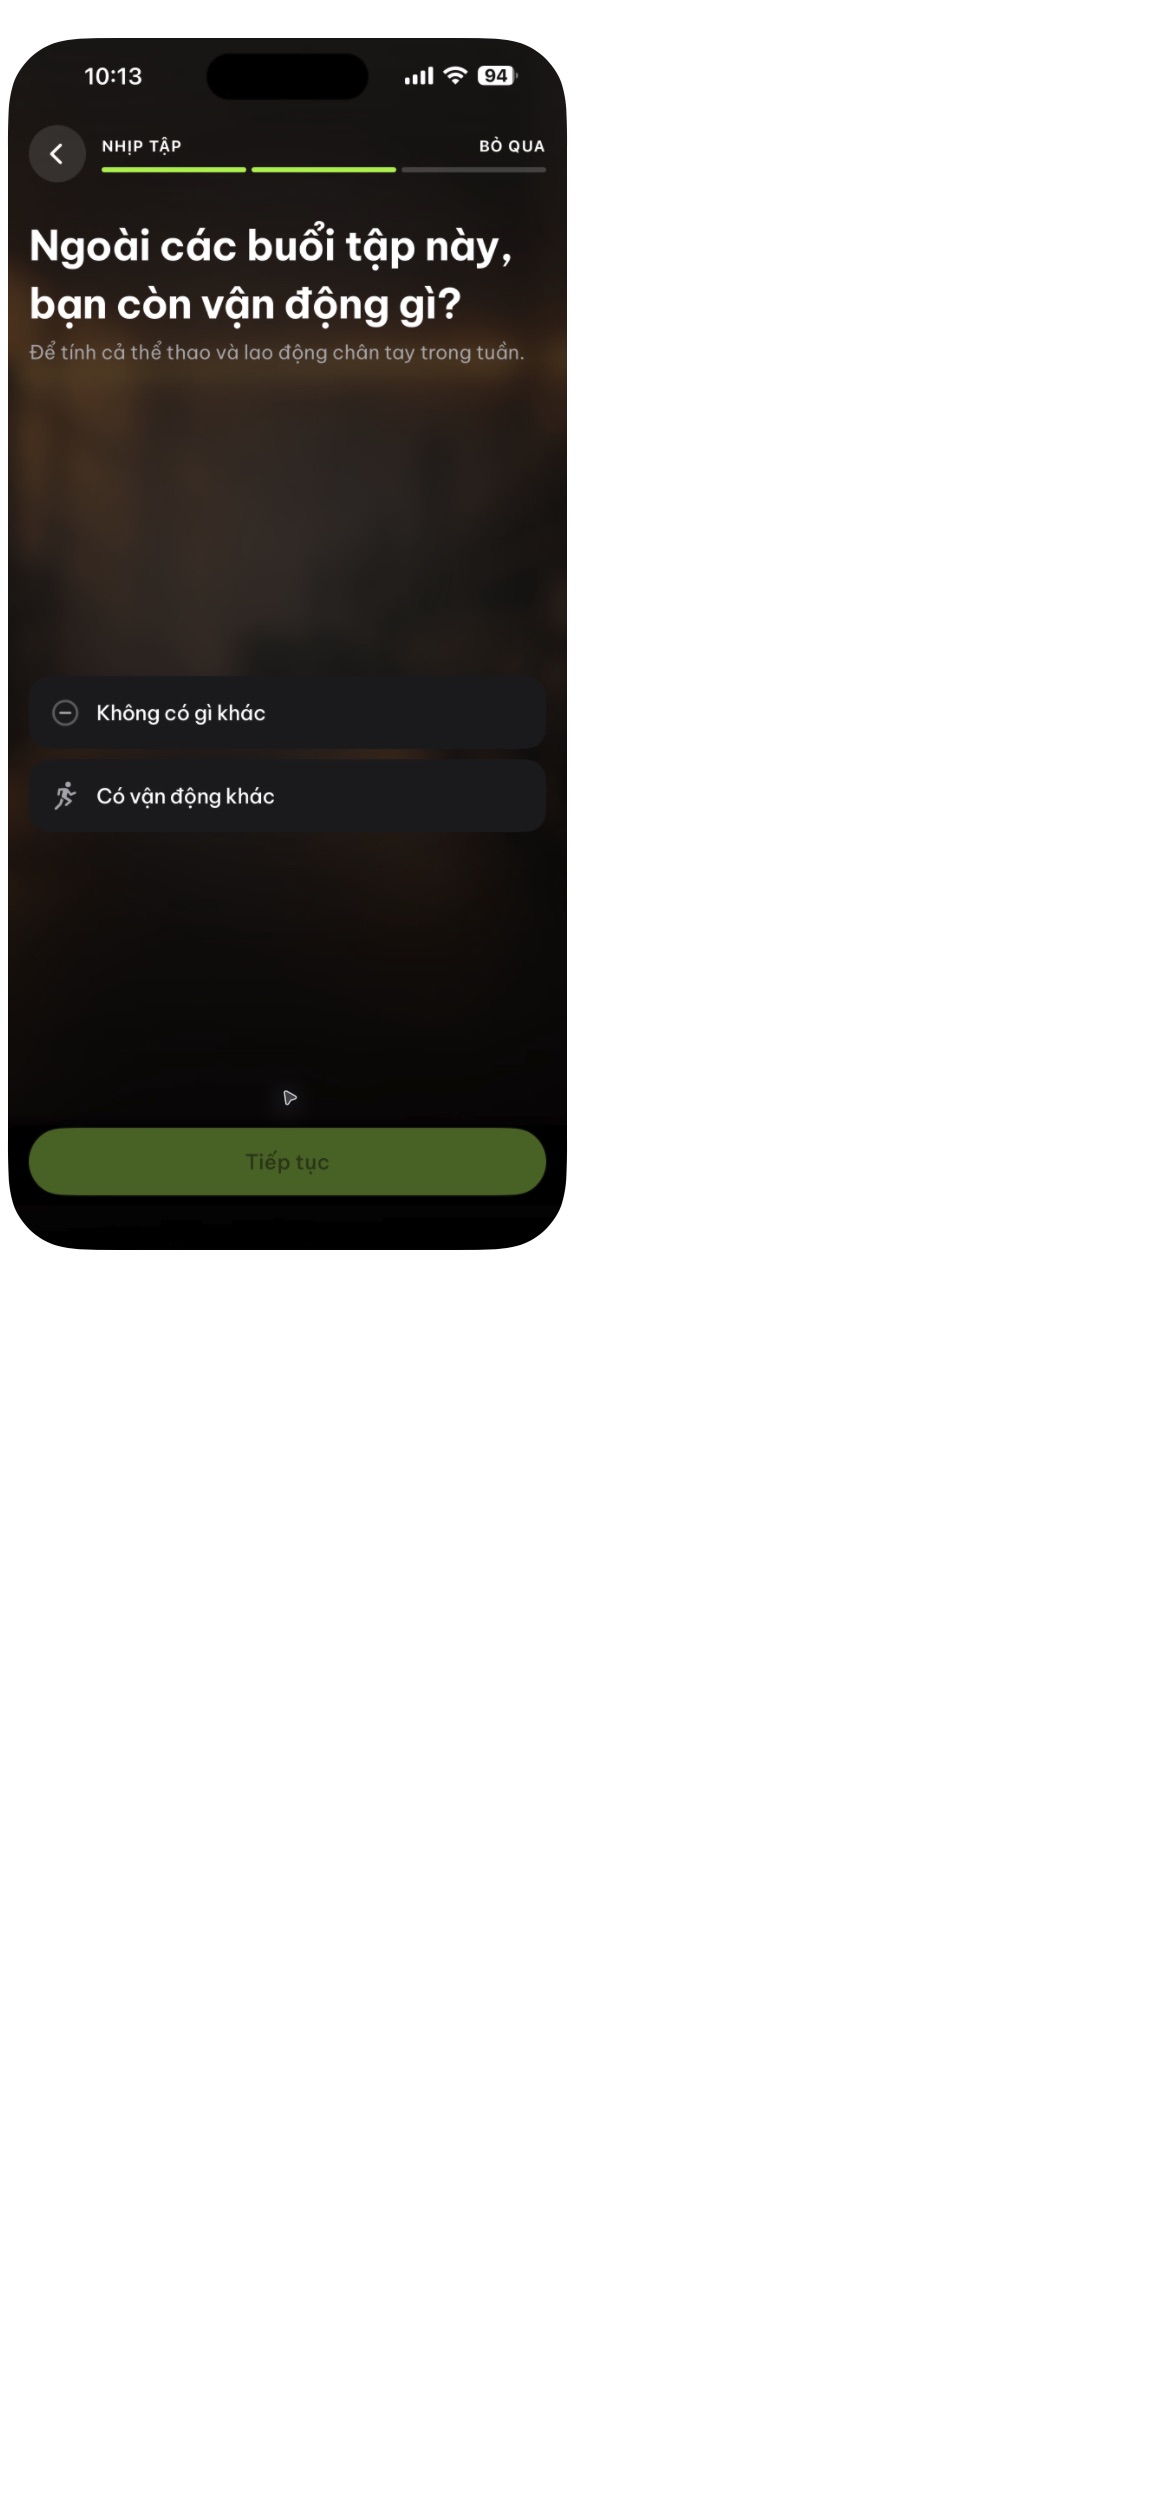 10:13
94
NHỊP TẬP
BỎ QUA
Ngoài các buổi tập này,
bạn còn vận động gì?
Để tính cả thể thao và lao động chân tay trong tuần.
Không có gì khác
Có vận động khác
Tiếp tục